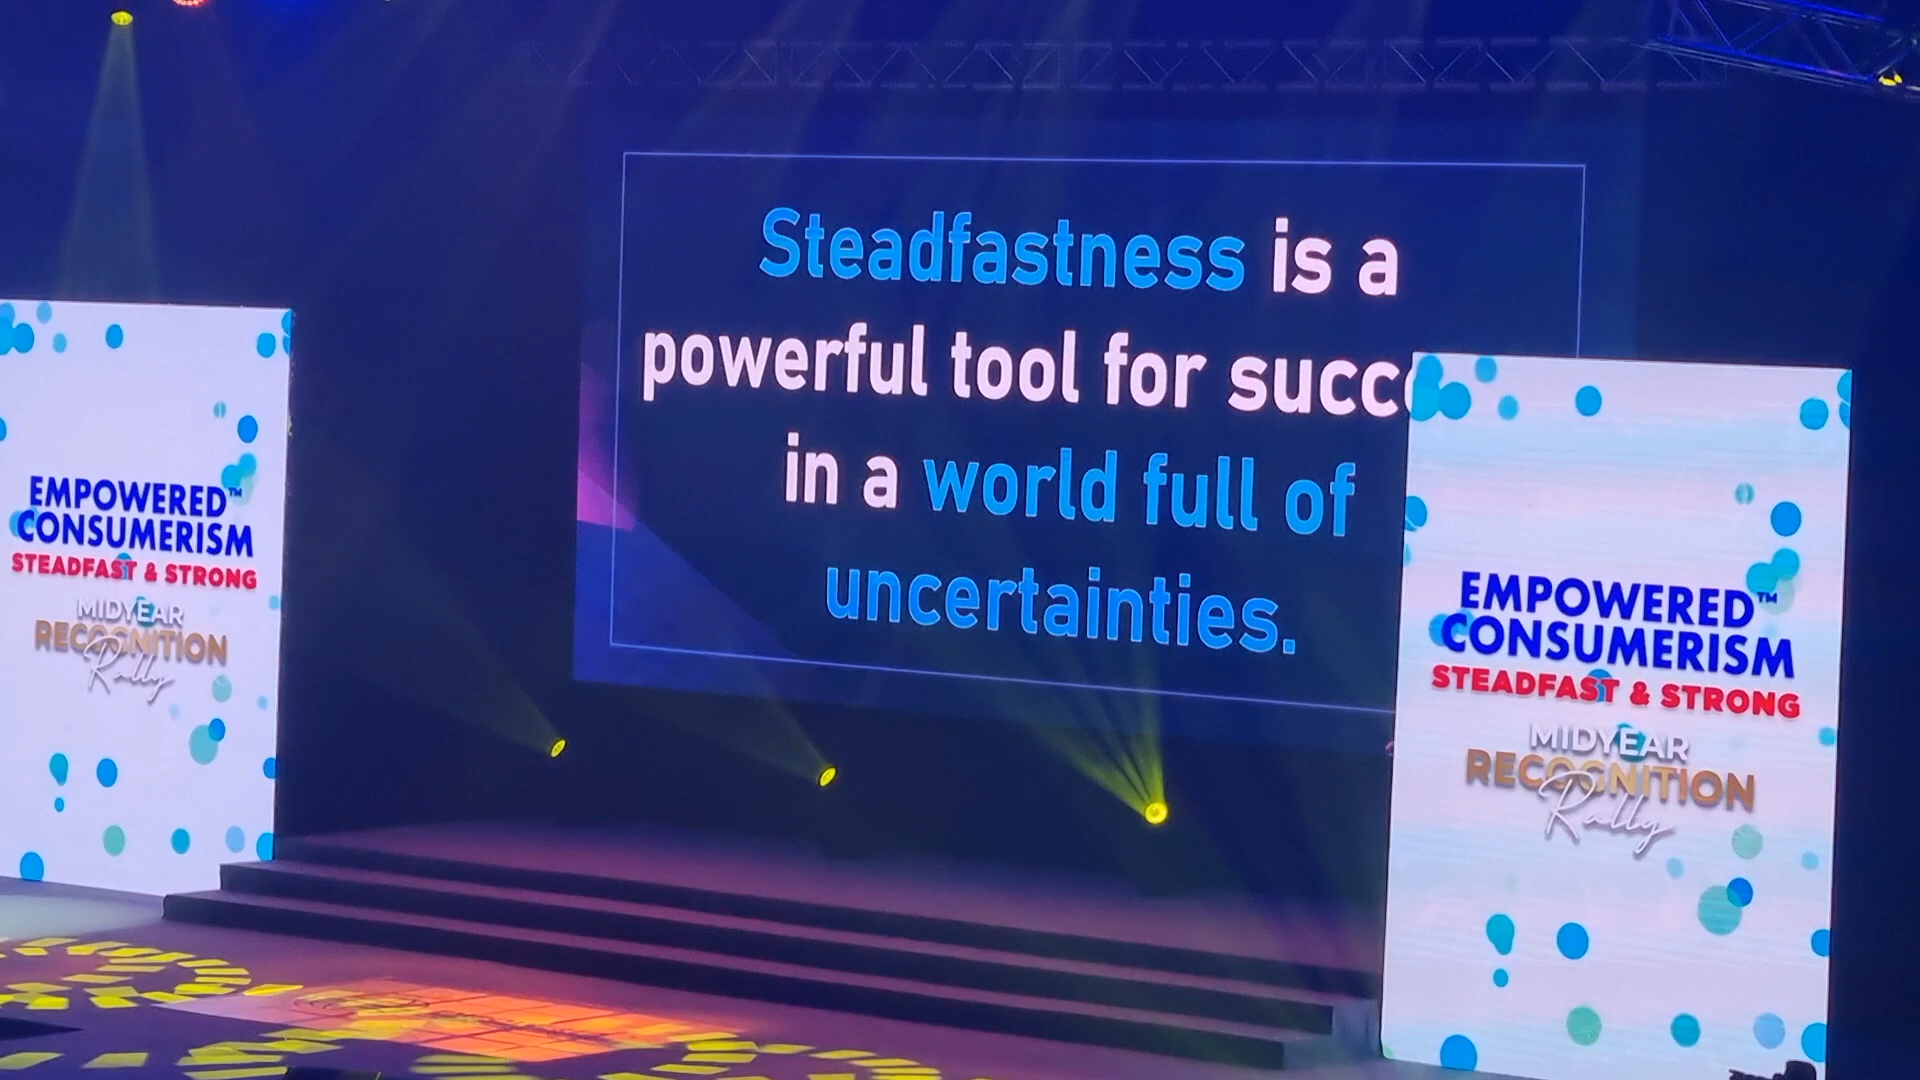 Steadfastness is a
powerful tool for succ
in a world full of
uncertainties.
EMPOWERED™
CONSUMERISM
STEADFAST & STRONG
MIDYEAR
RECOGNITION
Rally
EMPOWERED™
CONSUMERISM
STEADFAST & STRONG
MIDYEAR
RECOGNITION
Rally